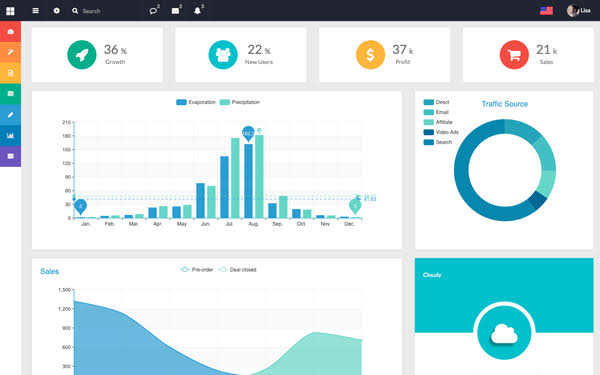 Search
2
3
3
Lisa
36 %
Growth
22 %
New Users
37 k
Profit
21 k
Sales
Evaporation
Precipitation
210
180
150
120
90
60
30
0
Jan.
Feb.
Mar.
Apr.
May
Jun.
Jul.
Aug.
Sep.
Oct.
Nov.
Dec.
2
Direct
Email
Affiliate
Video Ads
Search
Traffic Source
Sales
Pre-order
Deal closed
1,500
1,200
900
600
300
Cloudy